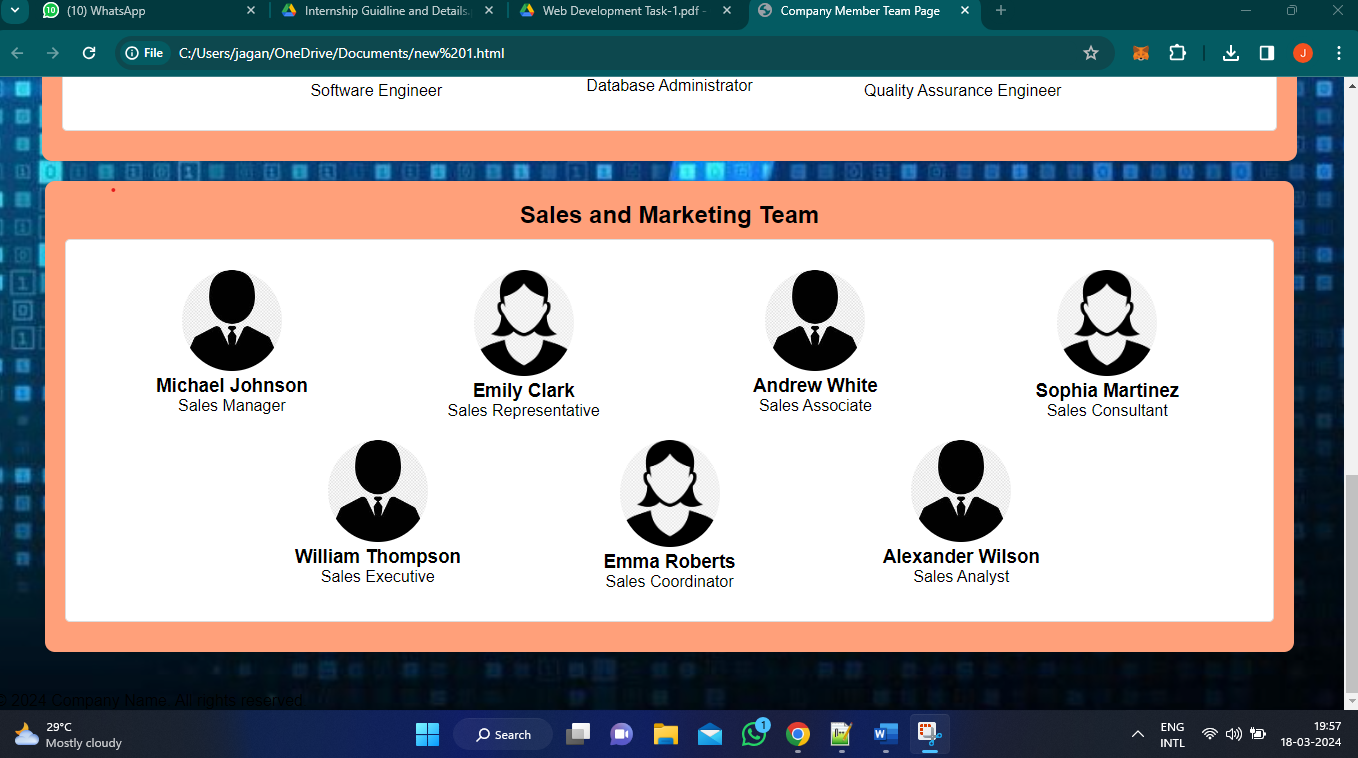 (10) WhatsApp
Internship Guidline and Details.
Web Development Task-1.pdf -
Company Member Team Page
File
C:/Users/jagan/OneDrive/Documents/new%201.html
J
Software Engineer
Database Administrator
Quality Assurance Engineer
Sales and Marketing Team
Michael Johnson
Sales Manager
Emily Clark
Sales Representative
Andrew White
Sales Associate
Sophia Martinez
Sales Consultant
William Thompson
Sales Executive
Emma Roberts
Sales Coordinator
Alexander Wilson
Sales Analyst
© 2024 Company Name. All rights reserved.
29°C
Mostly cloudy
Search
1
ENG
INTL
19:57
18-03-2024